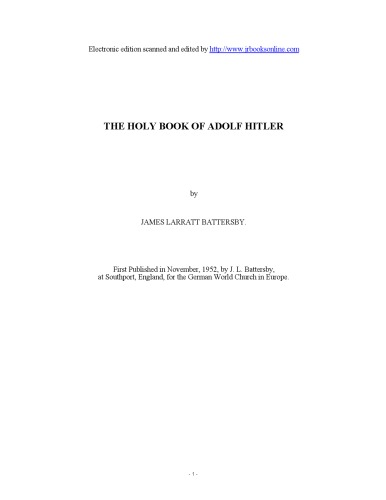 Electronic edition scanned and edited by http://www.jrbooksonline.com
THE HOLY BOOK OF ADOLF HITLER
by
JAMES LARRATT BATTERSBY.
First Published in November, 1952, by J. L. Battersby,
at Southport, England, for the German World Church in Europe.
- 1 -